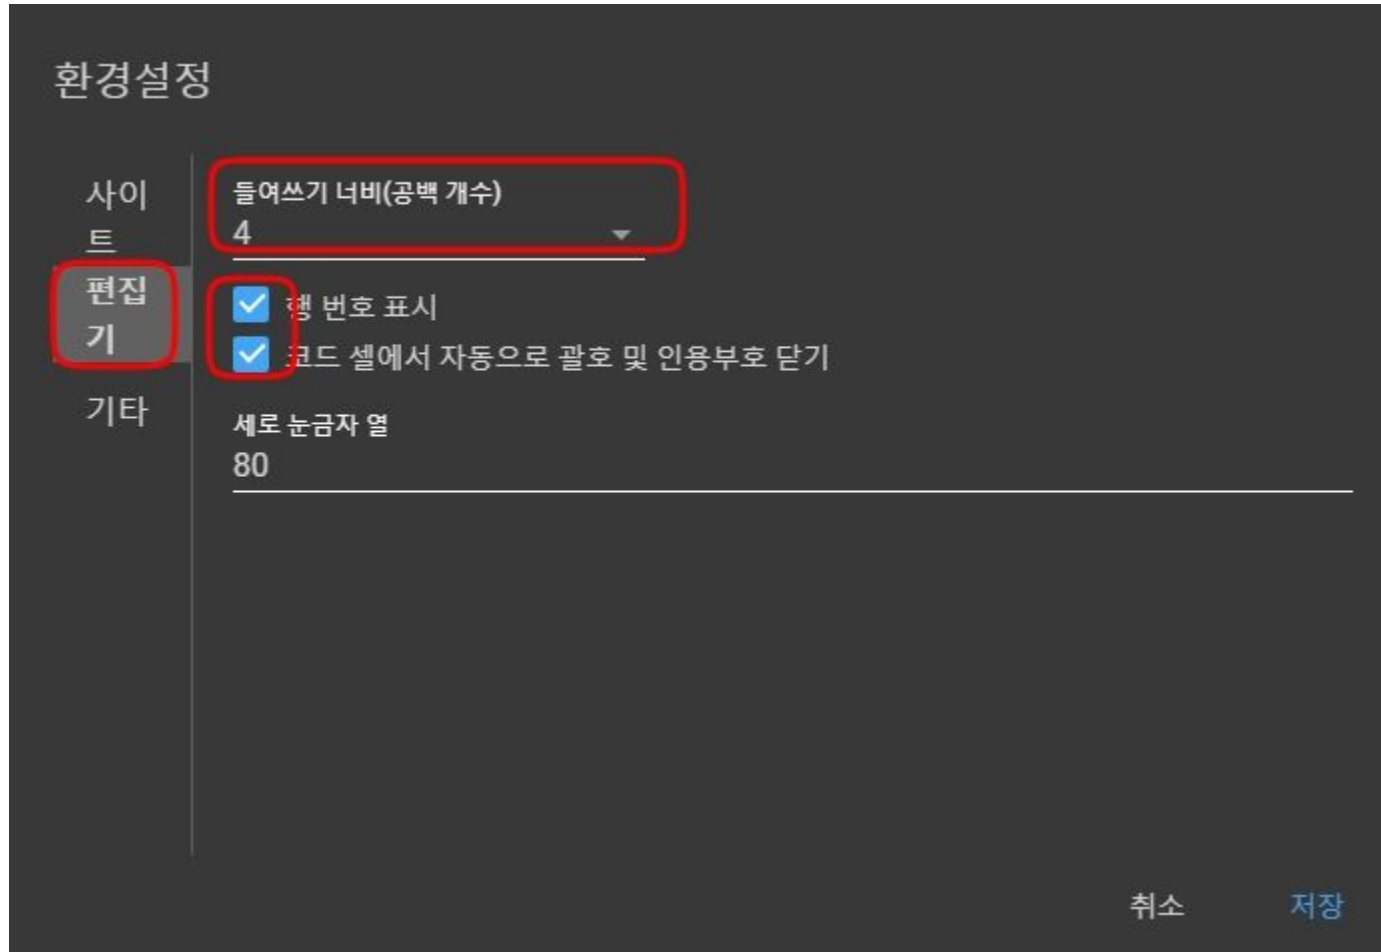 환경설정
사이
트
편집
기
기타
들여쓰기 너비(공백 개수)
4
행 번호 표시
코드 셀에서 자동으로 괄호 및 인용부호 닫기
세로 눈금자 열
80
취소
저장